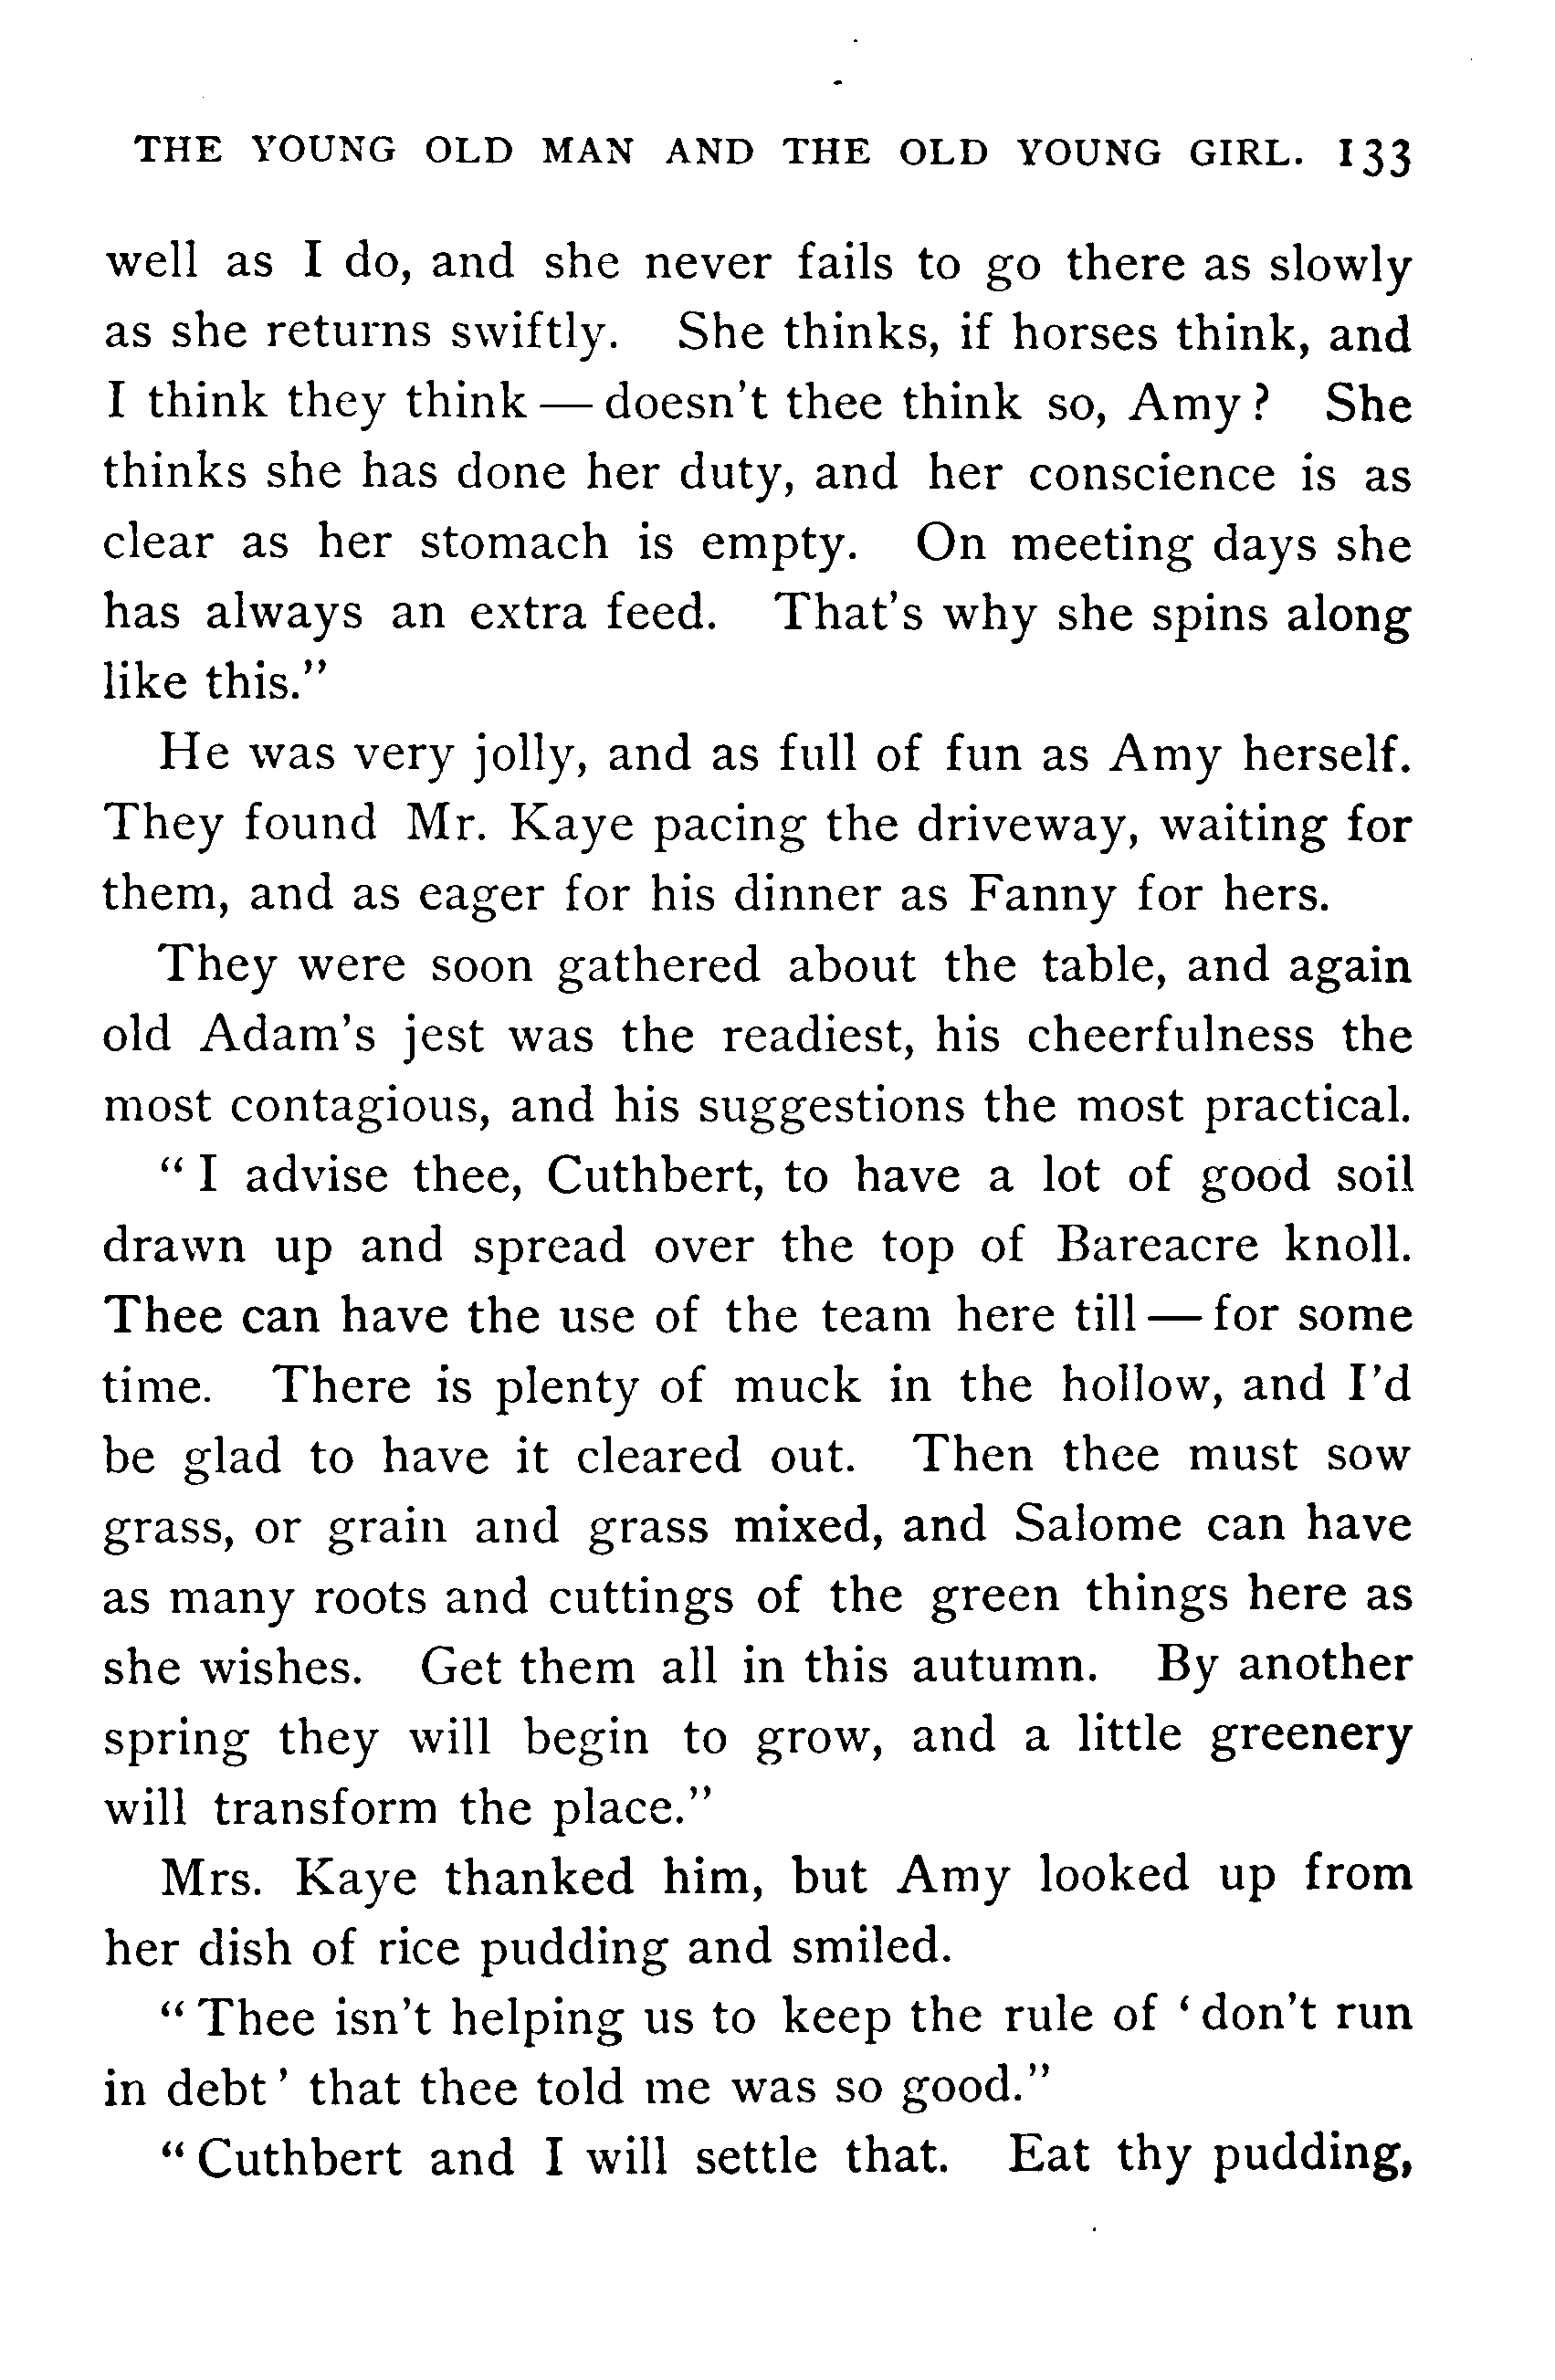 THE YOUNG OLD MAN AND THE OLD YOUNG GIRL. 133
well as I do, and she never fails to go there as slowly
as she returns swiftly. She thinks, if horses think, and
I think they think — doesn't thee think so, Amy? She
thinks she has done her duty, and her conscience is as
clear as her stomach is empty. On meeting days she
has always an extra feed. That's why she spins along
like this."
He was very jolly, and as full of fun as Amy herself.
They found Mr. Kaye pacing the driveway, waiting for
them, and as eager for his dinner as Fanny for hers.
They were soon gathered about the table, and again
old Adam's jest was the readiest, his cheerfulness the
most contagious, and his suggestions the most practical.
"I advise thee, Cuthbert, to have a lot of good soil
drawn up and spread over the top of Bareacre knoll.
Thee can have the use of the team here till — for some
time. There is plenty of muck in the hollow, and I'd
be glad to have it cleared out. Then thee must sow
grass, or grain and grass mixed, and Salome can have
as many roots and cuttings of the green things here as
she wishes. Get them all in this autumn. By another
spring they will begin to grow, and a little greenery
will transform the place."
Mrs. Kaye thanked him, but Amy looked up from
her dish of rice pudding and smiled.
"Thee isn't helping us to keep the rule of 'don't run
in debt' that thee told me was so good."
"Cuthbert and I will settle that. Eat thy pudding,